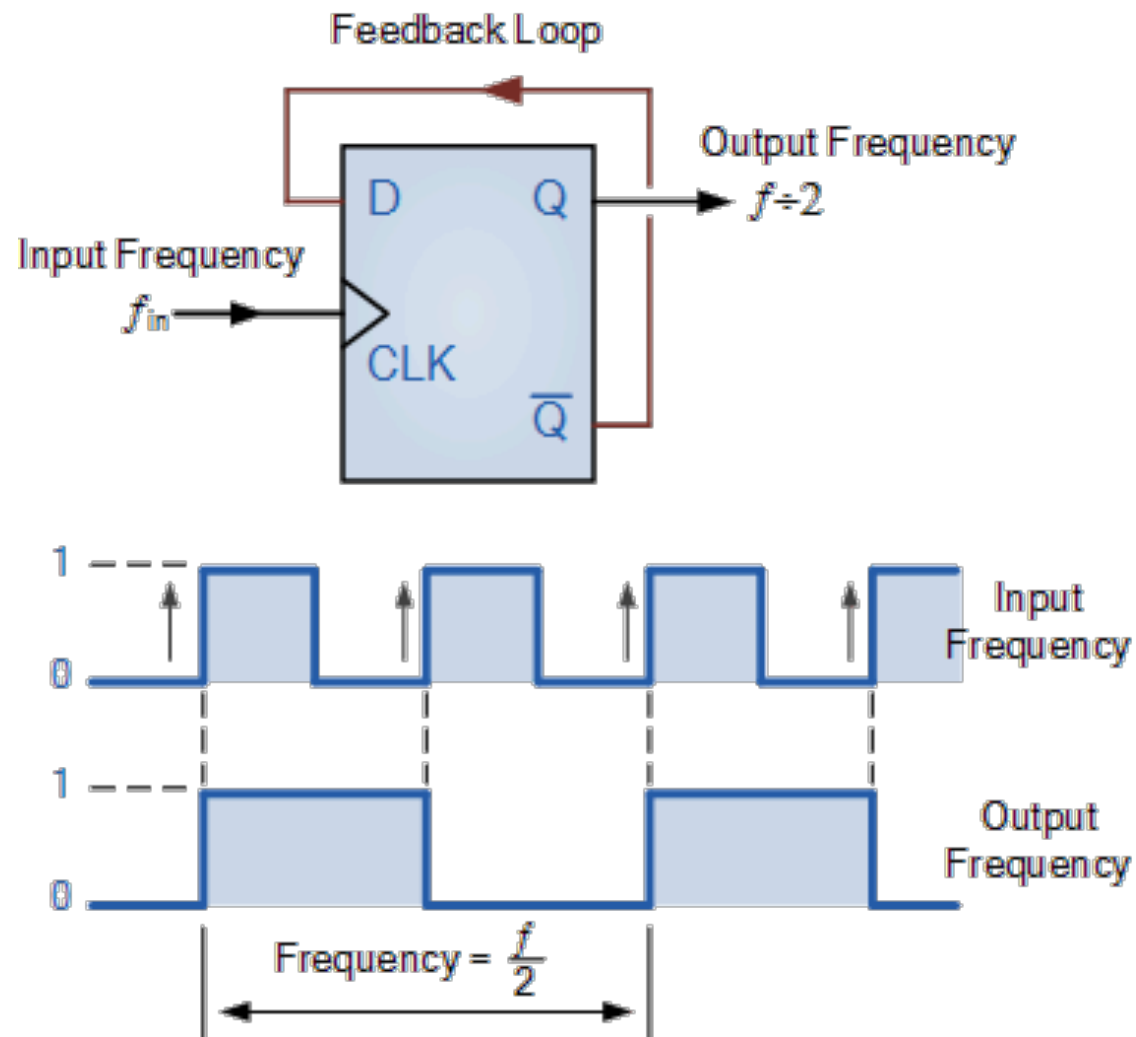 Feedback Loop
Output Frequency
D
Q
f÷2
Input Frequency
fin
CLK
Q̅
1
Input
Frequency
0
1
Output
Frequency
0
Frequency = f/2